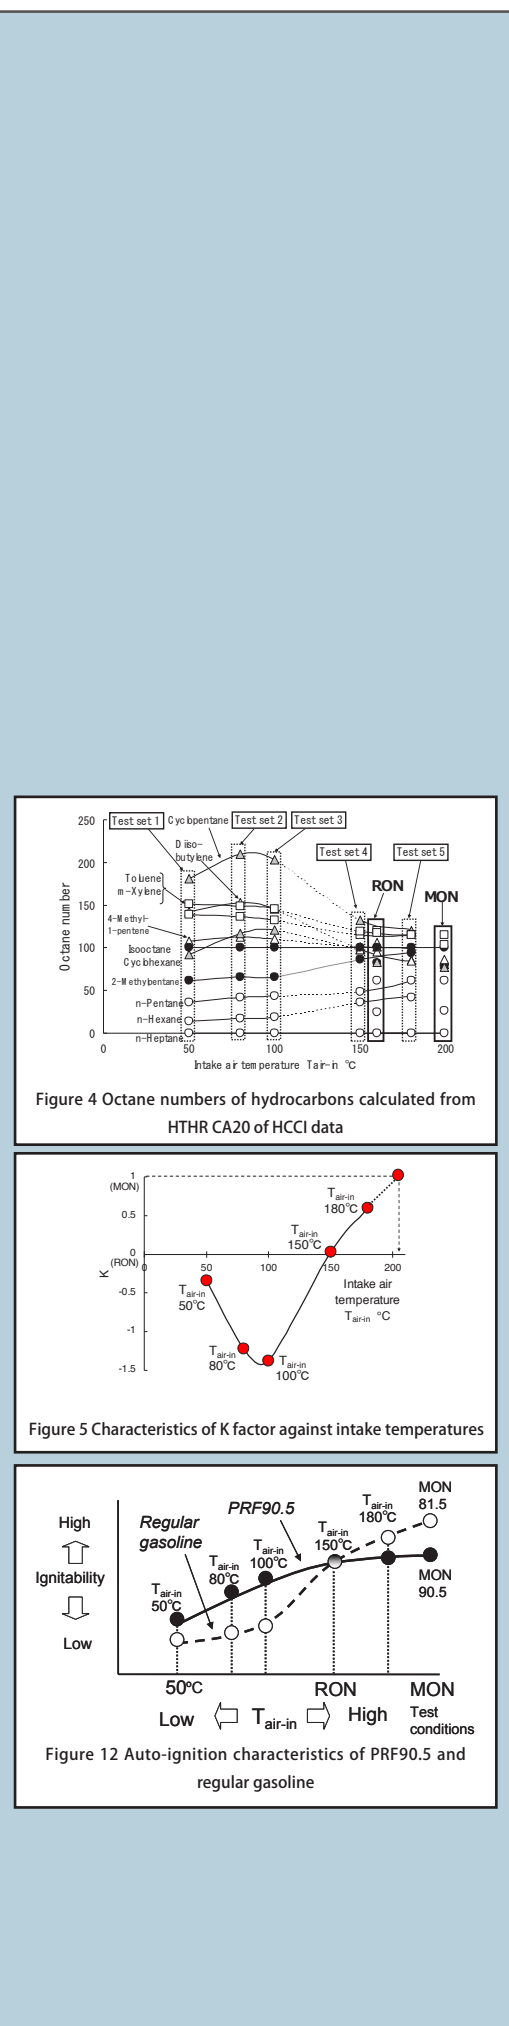 250
200
150
100
50
0
Octane number
Test set 1
Cyclopentane
Test set 2
Test set 3
Diiso-
butylene
Test set 4
Test set 5
Toluene
m-Xylene
RON
MON
4-Methyl-
1-pentene
Isooctane
Cyclohexane
2-Methylpentane
n-Pentane
n-Hexane
n-Heptane
0
50
100
150
200
Intake air temperature Tair-in °C
Figure 4 Octane numbers of hydrocarbons calculated from
HTHR CA20 of HCCI data
1
(MON)
0.5
0
(RON)
-0.5
-1
-1.5
K
0
50
100
150
200
Tair-in
50°C
Tair-in
80°C
Tair-in
100°C
Tair-in
150°C
Tair-in
180°C
Intake air
temperature
Tair-in °C
Figure 5 Characteristics of K factor against intake temperatures
High
Ignitability
Low
Regular
gasoline
PRF90.5
Tair-in
50°C
Tair-in
80°C
Tair-in
100°C
Tair-in
150°C
Tair-in
180°C
MON
81.5
MON
90.5
50°C
RON
MON
Low
Tair-in
High
Test
conditions
Figure 12 Auto-ignition characteristics of PRF90.5 and
regular gasoline